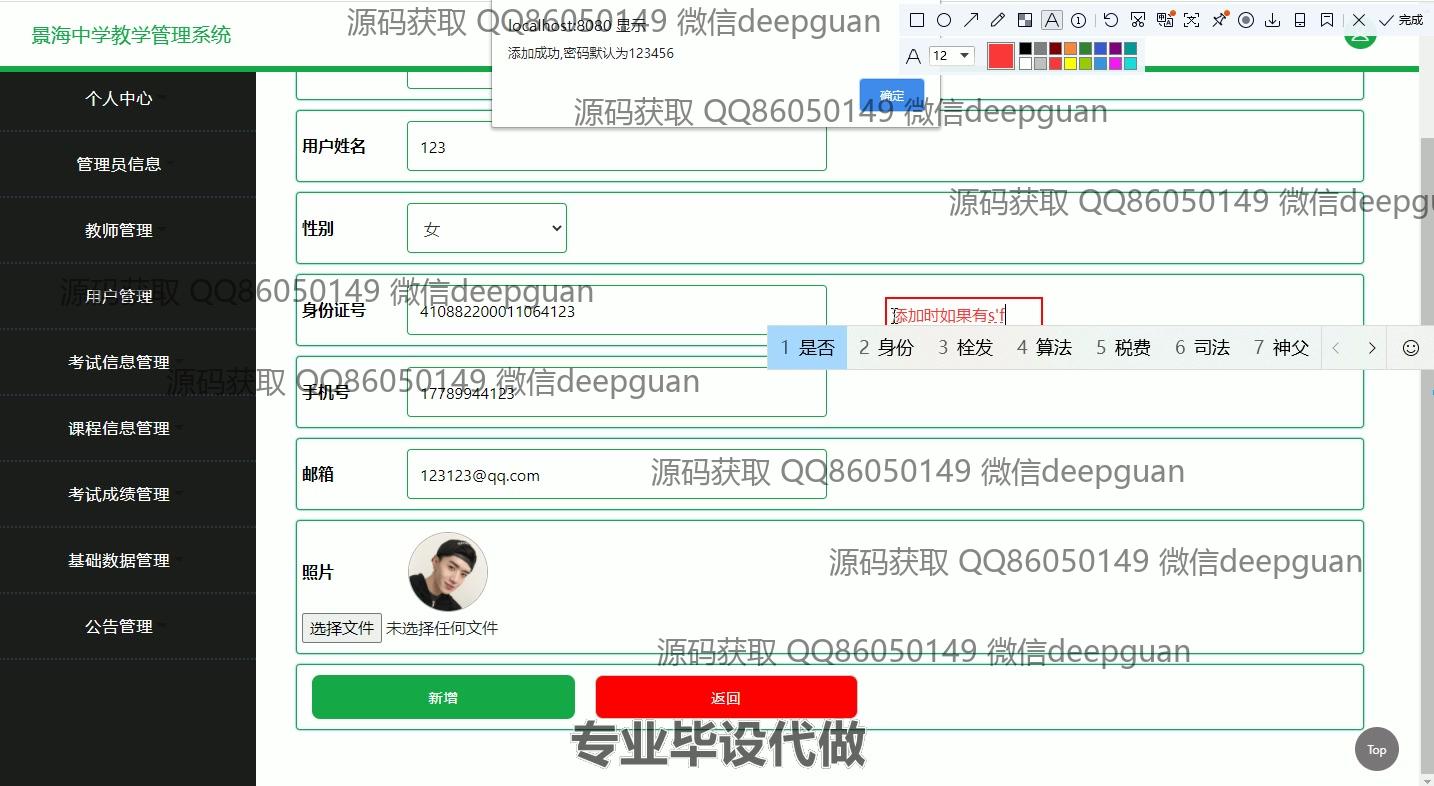 景海中学教学管理系统
源码获取 QQ86050149 微信deepguan
localhost:8080 显示
添加成功,密码默认为123456
确定
完成
A 12
源码获取 QQ86050149 微信deepguan
个人中心
管理员信息
教师管理
用户管理
考试信息管理
课程信息管理
考试成绩管理
基础数据管理
公告管理
用户姓名 123
源码获取 QQ86050149 微信deepgu
性别 女
源码获取 QQ86050149 微信deepguan
身份证号 410882200011064123
添加时如果有s'f
1 是否 2 身份 3 栓发 4 算法 5 税费 6 司法 7 神父
源码获取 QQ86050149 微信deepguan
手机号 17789944123
邮箱 123123@qq.com
源码获取 QQ86050149 微信deepguan
照片
源码获取 QQ86050149 微信deepguan
选择文件 未选择任何文件
源码获取 QQ86050149 微信deepguan
新增 返回
专业毕设代做
Top